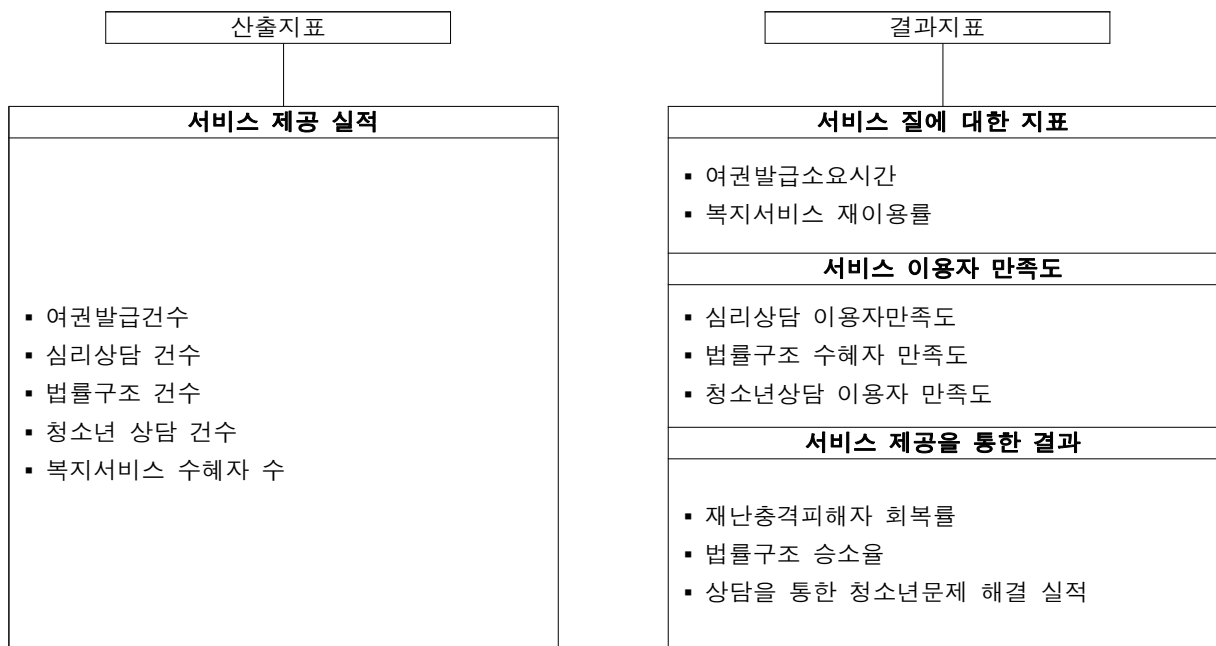 산출지표
서비스 제공 실적
▪ 여권발급건수
▪ 심리상담 건수
▪ 법률구조 건수
▪ 청소년 상담 건수
▪ 복지서비스 수혜자 수
결과지표
서비스 질에 대한 지표
▪ 여권발급소요시간
▪ 복지서비스 재이용률
서비스 이용자 만족도
▪ 심리상담 이용자만족도
▪ 법률구조 수혜자 만족도
▪ 청소년상담 이용자 만족도
서비스 제공을 통한 결과
▪ 재난충격피해자 회복률
▪ 법률구조 승소율
▪ 상담을 통한 청소년문제 해결 실적